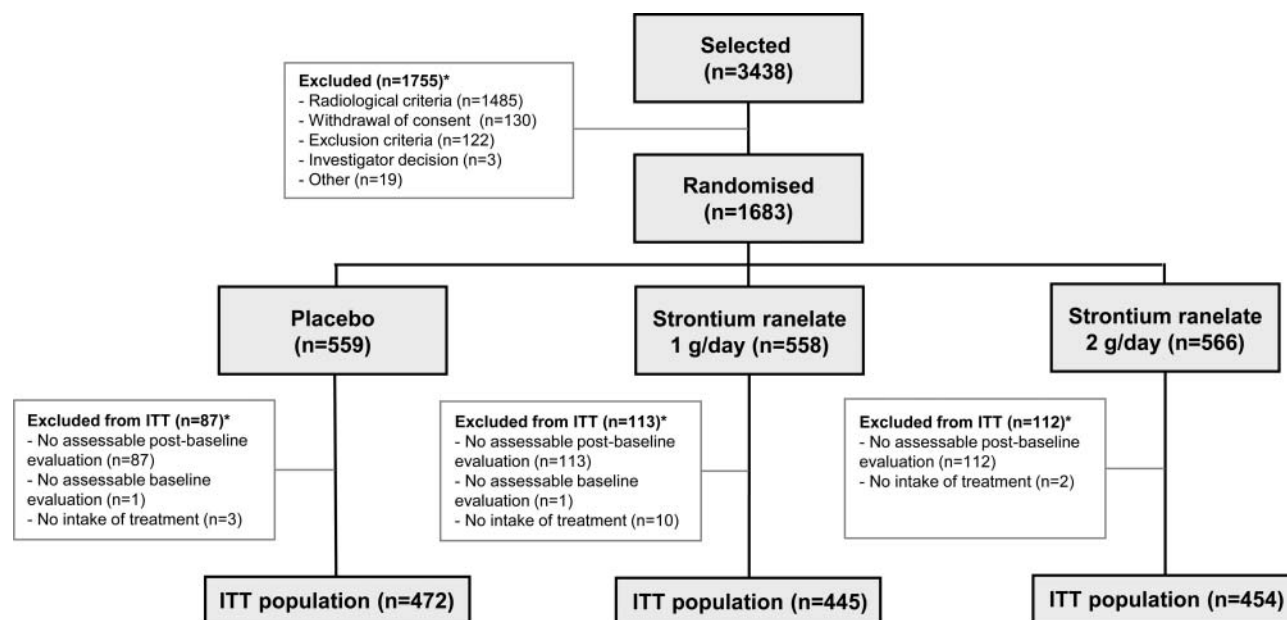 Selected
(n=3438)
Excluded (n=1755)*
- Radiological criteria (n=1485)
- Withdrawal of consent (n=130)
- Exclusion criteria (n=122)
- Investigator decision (n=3)
- Other (n=19)
Randomised
(n=1683)
Placebo
(n=559)
Strontium ranelate
1 g/day (n=558)
Strontium ranelate
2 g/day (n=566)
Excluded from ITT (n=87)*
- No assessable post-baseline
evaluation (n=87)
- No assessable baseline
evaluation (n=1)
- No intake of treatment (n=3)
Excluded from ITT (n=113)*
- No assessable post-baseline
evaluation (n=113)
- No assessable baseline
evaluation (n=1)
- No intake of treatment (n=10)
Excluded from ITT (n=112)*
- No assessable post-baseline
evaluation (n=112)
- No intake of treatment (n=2)
ITT population (n=472)
ITT population (n=445)
ITT population (n=454)